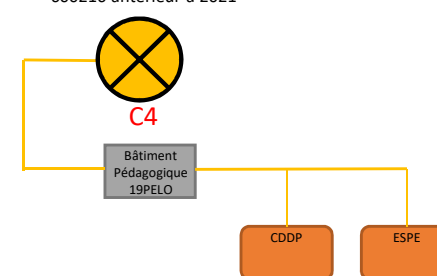 C4
Bâtiment
Pédagogique
19PELO
CDDP
ESPE